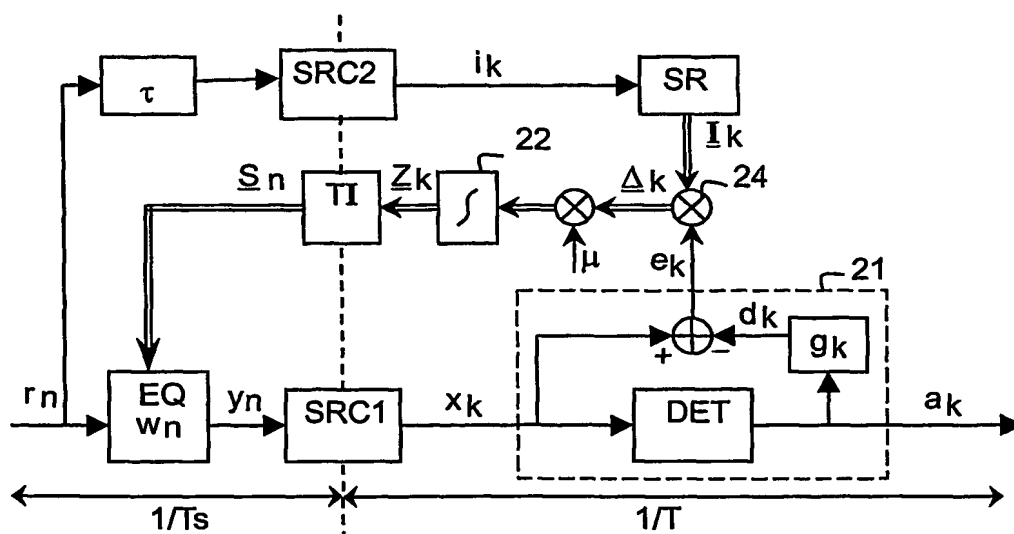 τ
SRC2
ik
SR
Ik
22
Sn
TI
Zk
∫
Δk
24
μ
ek
21
dk
+
−
gk
rn
EQ
wn
yn
SRC1
xk
DET
ak
1/Ts
1/T